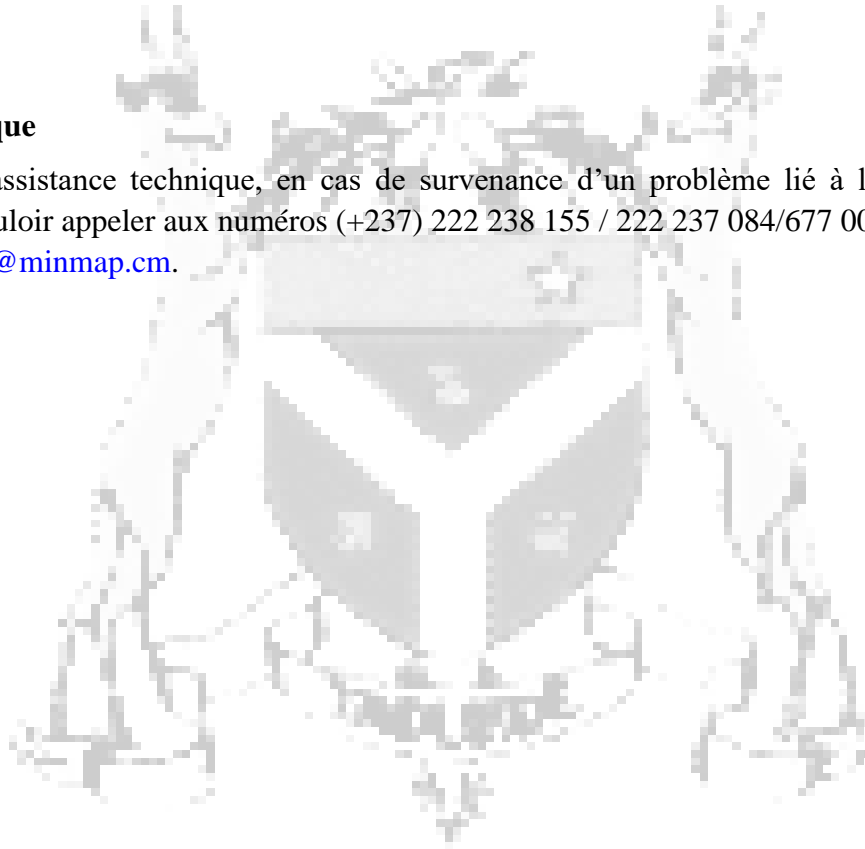 que
assistance technique, en cas de survenance d’un problème lié à l
uloir appeler aux numéros (+237) 222 238 155 / 222 237 084/677 00
@minmap.cm.